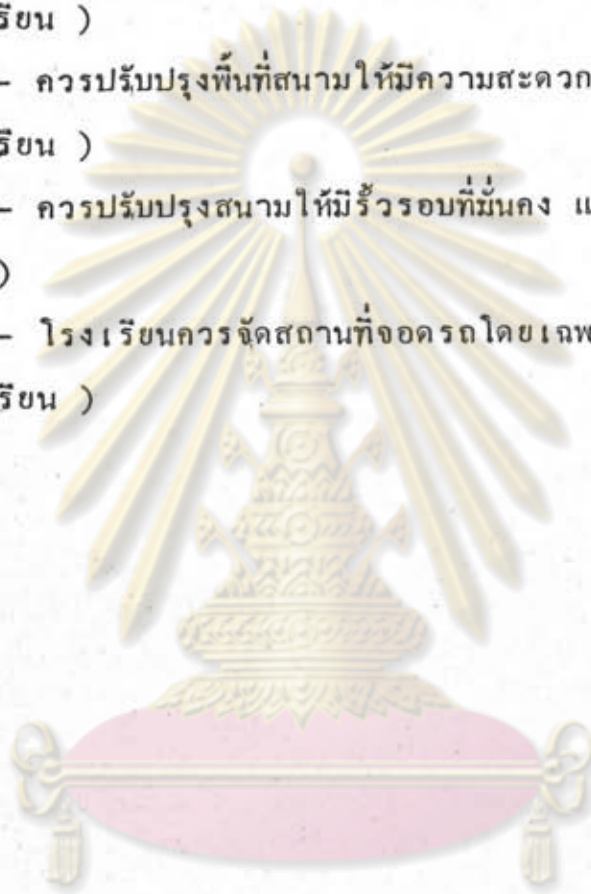 รียน )
- ควรปรับปรุงพื้นที่สนามให้มีความสะดวก
รียน )
- ควรปรับปรุงสนามให้มีรั้วรอบที่มั่นคง แ
)
- โรงเรียนควรจัดสถานที่จอดรถโดยเฉพ
รียน )